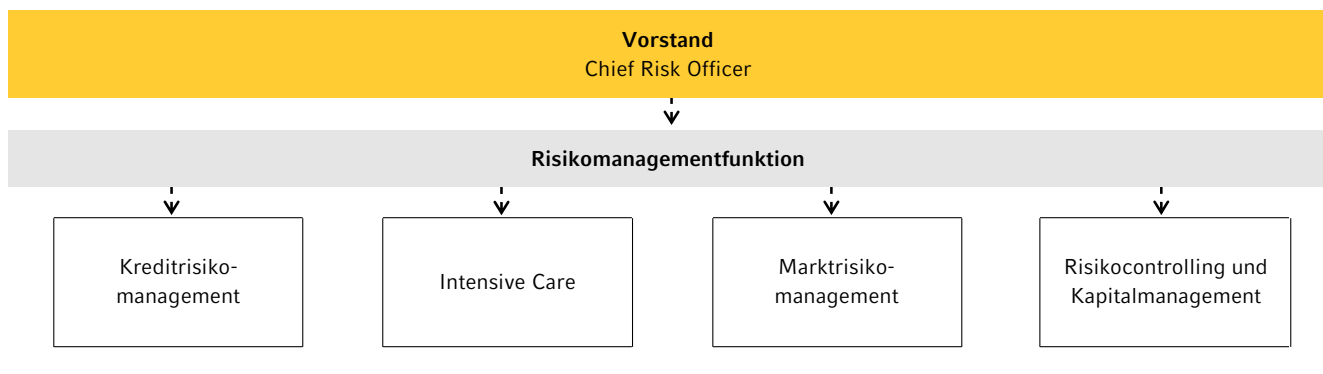 Vorstand
Chief Risk Officer
Risikomanagementfunktion
Kreditrisiko-
management
Intensive Care
Marktrisiko-
management
Risikocontrolling und
Kapitalmanagement